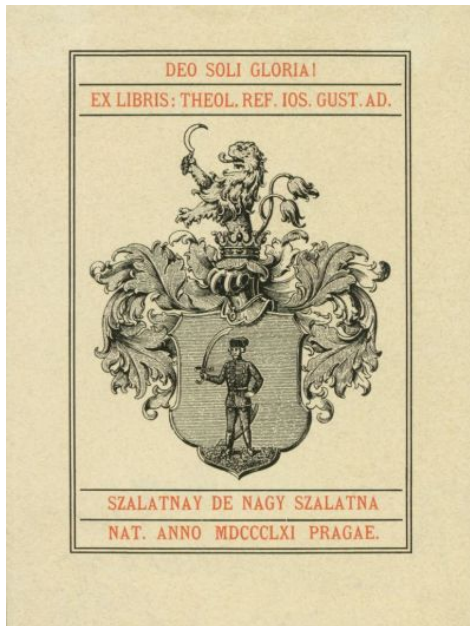 DEO SOLI GLORIA!
EX LIBRIS: THEOL. REF. IOS. GUST. AD.
SZALATNAY DE NAGY SZALATNA
NAT. ANNO MDCCCLXI PRAGAE.